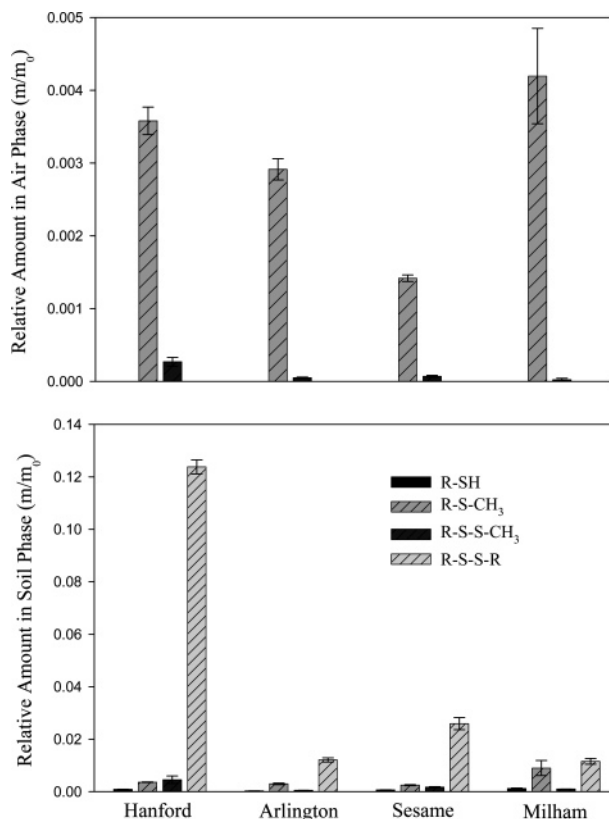 Relative Amount in Air Phase (m/m₀)
0.005
0.004
0.003
0.002
0.001
0.000
Relative Amount in Soil Phase (m/m₀)
0.14
0.12
0.10
0.08
0.06
0.04
0.02
0.00
R-SH
R-S-CH₃
R-S-S-CH₃
R-S-S-R
Hanford Arlington Sesame Milham